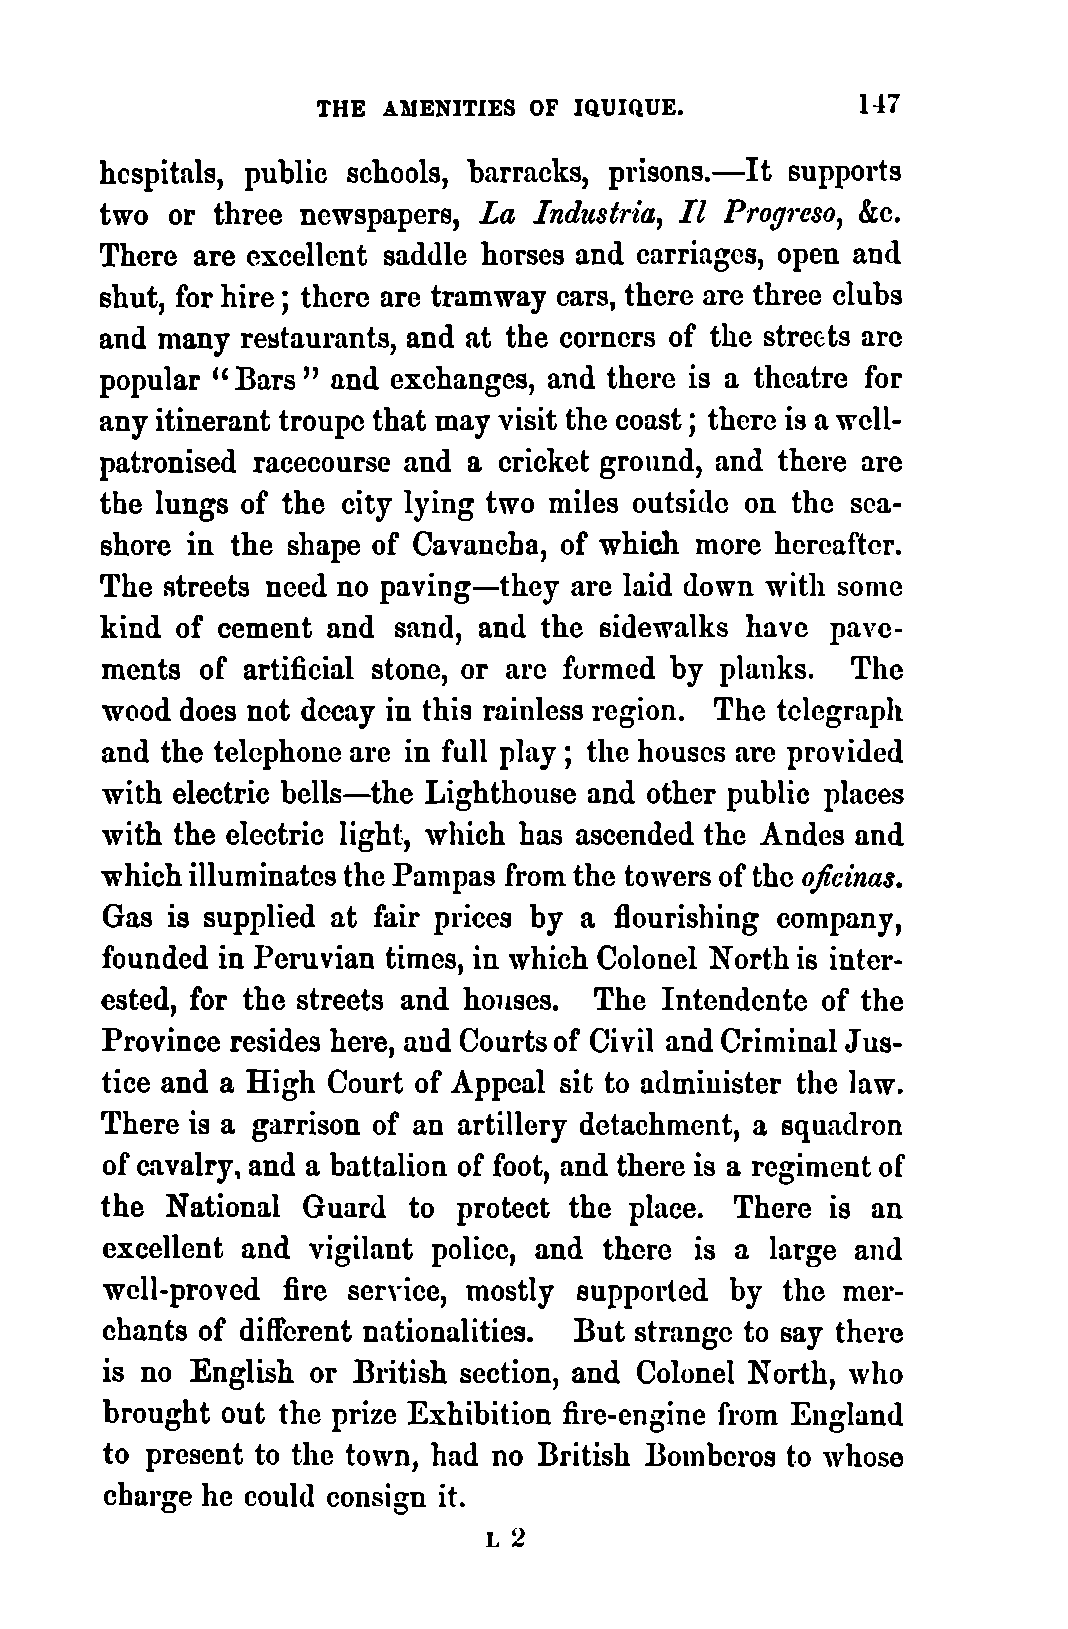 THE AMENITIES OF IQUIQUE. 147
hospitals, public schools, barracks, prisons.—It supports
two or three newspapers, La Industria, Il Progreso, &c.
There are excellent saddle horses and carriages, open and
shut, for hire; there are tramway cars, there are three clubs
and many restaurants, and at the corners of the streets are
popular "Bars" and exchanges, and there is a theatre for
any itinerant troupe that may visit the coast; there is a well-
patronised racecourse and a cricket ground, and there are
the lungs of the city lying two miles outside on the sea-
shore in the shape of Cavancha, of which more hereafter.
The streets need no paving—they are laid down with some
kind of cement and sand, and the sidewalks have pave-
ments of artificial stone, or are formed by planks. The
wood does not decay in this rainless region. The telegraph
and the telephone are in full play; the houses are provided
with electric bells—the Lighthouse and other public places
with the electric light, which has ascended the Andes and
which illuminates the Pampas from the towers of the oficinas.
Gas is supplied at fair prices by a flourishing company,
founded in Peruvian times, in which Colonel North is inter-
ested, for the streets and houses. The Intendente of the
Province resides here, and Courts of Civil and Criminal Jus-
tice and a High Court of Appeal sit to administer the law.
There is a garrison of an artillery detachment, a squadron
of cavalry, and a battalion of foot, and there is a regiment of
the National Guard to protect the place. There is an
excellent and vigilant police, and there is a large and
well-proved fire service, mostly supported by the mer-
chants of different nationalities. But strange to say there
is no English or British section, and Colonel North, who
brought out the prize Exhibition fire-engine from England
to present to the town, had no British Bomberos to whose
charge he could consign it.
L 2